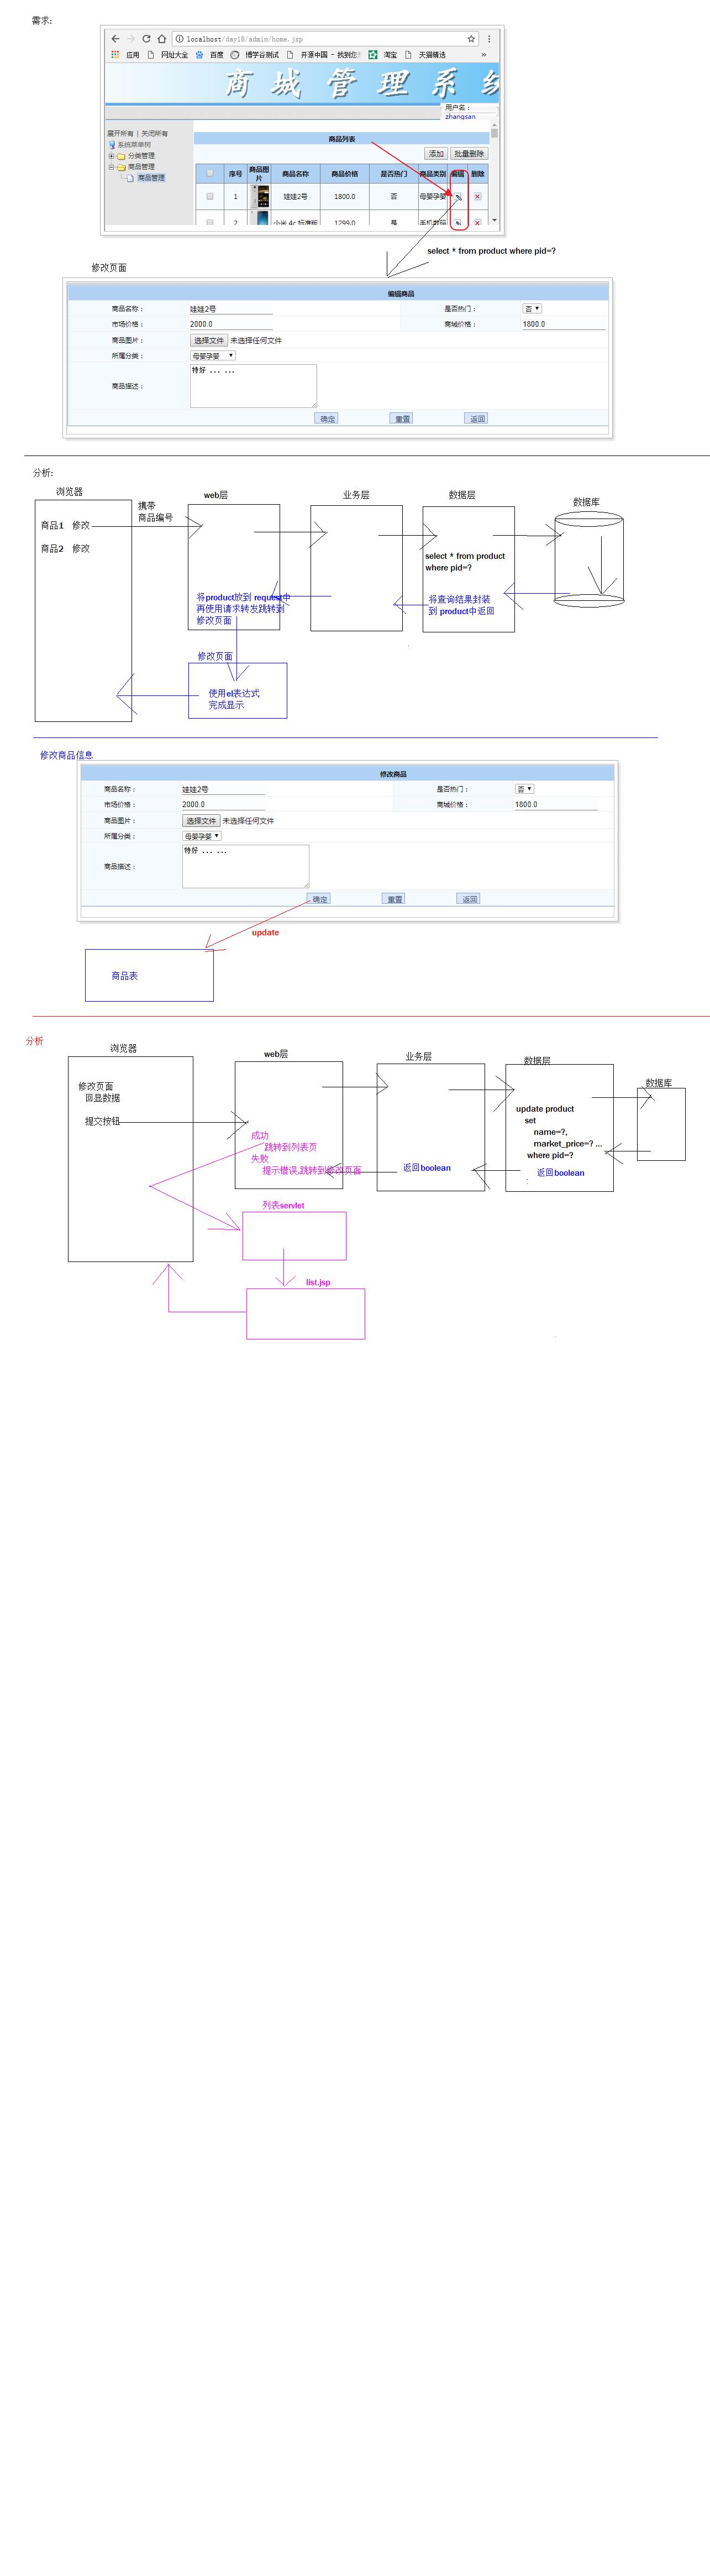 需求:
localhost/day18/admin/home.jsp
应用 网址大全 百度 博学谷测试 开源中国 - 找到您想 淘宝 天猫精选 »
商城管理系统
用户名：
zhangsan
展开所有 | 关闭所有
系统菜单树
分类管理
商品管理
商品管理
商品列表
添加 批量删除
序号 商品图片 商品名称 商品价格 是否热门 商品类别 编辑 删除
1 娃娃2号 1800.0 否 母婴孕婴
2 小米 4c 标准版 1299.0 是 手机数码
select * from product where pid=?
修改页面
编辑商品
商品名称： 娃娃2号 是否热门： 否
市场价格： 2000.0 商城价格： 1800.0
商品图片： 选择文件 未选择任何文件
所属分类： 母婴孕婴
商品描述： 特好 ... ...
确定 重置 返回
分析:
浏览器
web层
业务层
数据层
数据库
携带
商品编号
商品1 修改
商品2 修改
select * from product
where pid=?
将product放到 request中
再使用请求转发跳转到
修改页面
将查询结果封装
到 product中返回
修改页面
使用el表达式
完成显示
修改商品信息
修改商品
商品名称： 娃娃2号 是否热门： 否
市场价格： 2000.0 商城价格： 1800.0
商品图片： 选择文件 未选择任何文件
所属分类： 母婴孕婴
商品描述： 特好 ... ...
确定 重置 返回
update
商品表
分析
浏览器
web层
业务层
数据层
数据库
修改页面
回显数据
提交按钮
update product
set
name=?,
market_price=? ...
where pid=?
返回boolean
返回boolean
成功
跳转到列表页
失败
提示错误,跳转到修改页面
列表servlet
list.jsp